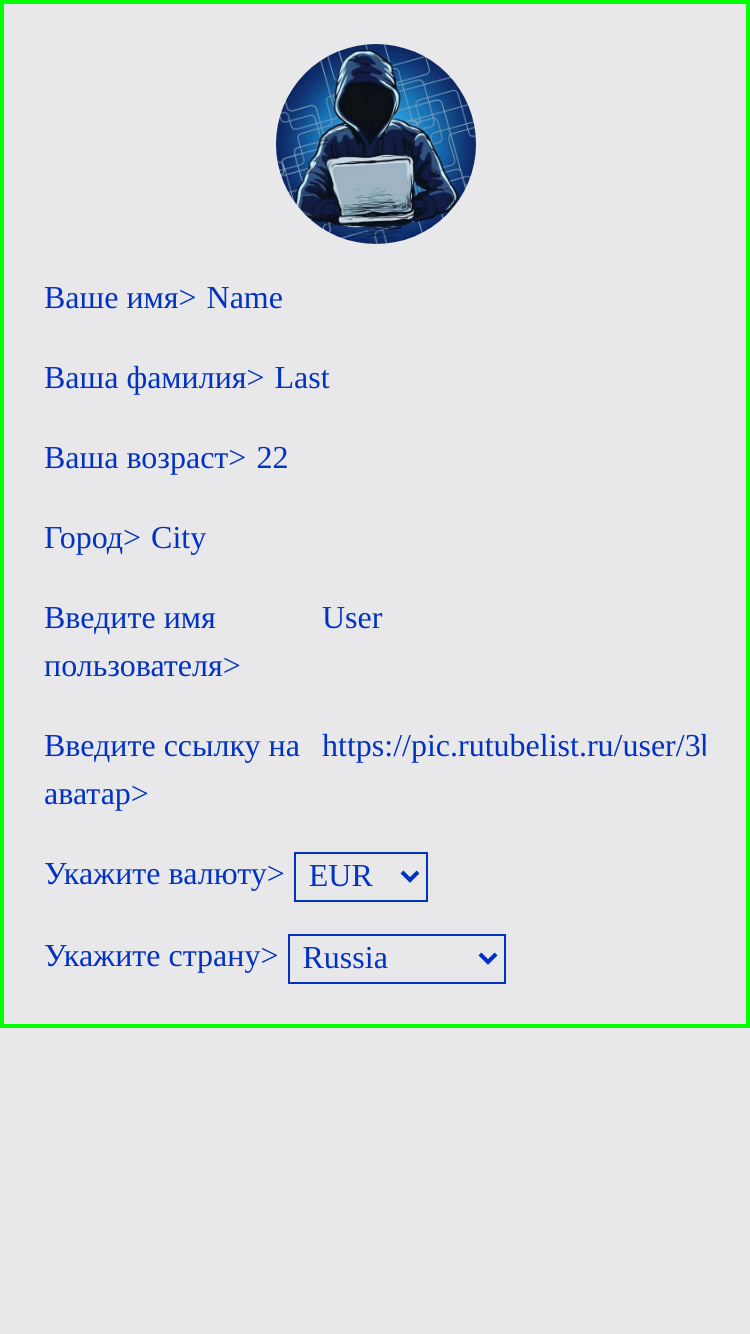 Ваше имя> Name
Ваша фамилия> Last
Ваша возраст> 22
Город> City
Введите имя User
пользователя>
Введите ссылку на https://pic.rutubelist.ru/user/3
аватар>
Укажите валюту> EUR
Укажите страну> Russia